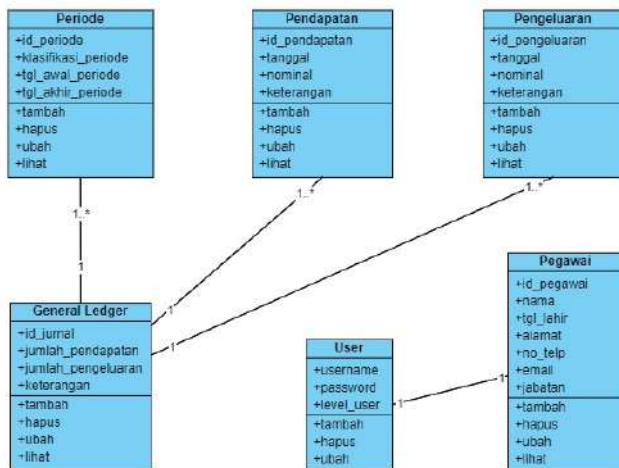 Periode
+id_periode
+klasifikasi_periode
+tgl_awal_periode
+tgl_akhir_periode
+tambah
+hapus
+ubah
+lihat
Pendapatan
+id_pendapatan
+tanggal
+nominal
+keterangan
+tambah
+hapus
+ubah
+lihat
Pengeluaran
+id_pengeluaran
+tanggal
+nominal
+keterangan
+tambah
+hapus
+ubah
+lihat
1..*
1..*
1..*
1
1
1
General Ledger
+id_jurnal
+jumlah_pendapatan
+jumlah_pengeluaran
+keterangan
+tambah
+hapus
+ubah
+lihat
User
+username
+password
+level_user
+tambah
+hapus
+ubah
1
1
Pegawai
+id_pegawai
+nama
+tgl_lahir
+alamat
+no_telp
+email
+jabatan
+tambah
+hapus
+ubah
+lihat